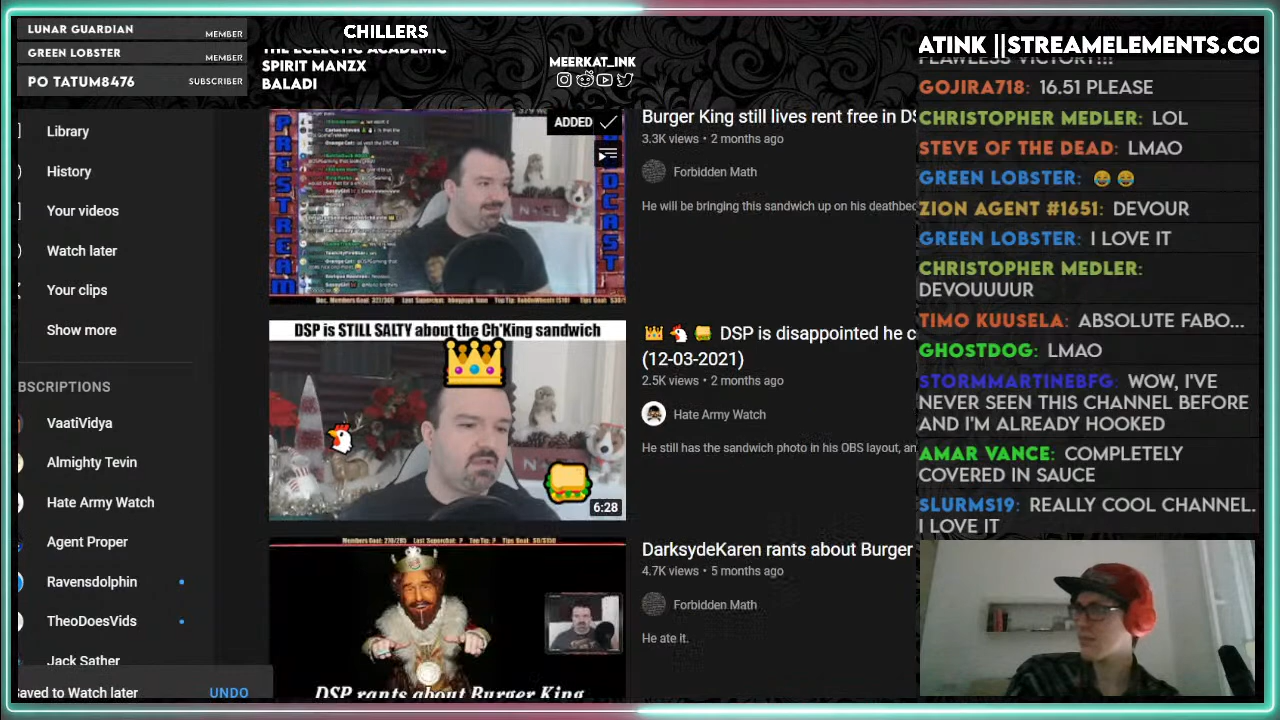 LUNAR GUARDIAN
MEMBER
GREEN LOBSTER
MEMBER
PO TATUM8476
SUBSCRIBER
CHILLERS
THE ECLECTIC ACADEMIC
SPIRIT MANZX
BALADI
MEERKAT_INK
ATINK ||STREAMELEMENTS.CO
Library
History
Your videos
Watch later
Your clips
Show more
BSCRIPTIONS
VaatiVidya
Almighty Tevin
Hate Army Watch
Agent Proper
Ravensdolphin
TheoDoesVids
Jack Sather
aved to Watch later
UNDO
ADDED
PRESTREAM
Burger King still lives rent free in DS
3.3K views • 2 months ago
Forbidden Math
He will be bringing this sandwich up on his deathbed
DSP is STILL SALTY about the Ch'King sandwich
6:28
DSP is disappointed he c
(12-03-2021)
2.5K views • 2 months ago
Hate Army Watch
He still has the sandwich photo in his OBS layout, an
DSP rants about Burger King
DarksydeKaren rants about Burger
4.7K views • 5 months ago
Forbidden Math
He ate it.
FLAWLESS VICTORY!!!
GOJIRA718: 16.51 PLEASE
CHRISTOPHER MEDLER: LOL
STEVE OF THE DEAD: LMAO
GREEN LOBSTER: 😂 😂
ZION AGENT #1651: DEVOUR
GREEN LOBSTER: I LOVE IT
CHRISTOPHER MEDLER:
DEVOUUUUR
TIMO KUUSELA: ABSOLUTE FABO...
GHOSTDOG: LMAO
STORMMARTINEBFG: WOW, I'VE
NEVER SEEN THIS CHANNEL BEFORE
AND I'M ALREADY HOOKED
AMAR VANCE: COMPLETELY
COVERED IN SAUCE
SLURMS19: REALLY COOL CHANNEL.
I LOVE IT